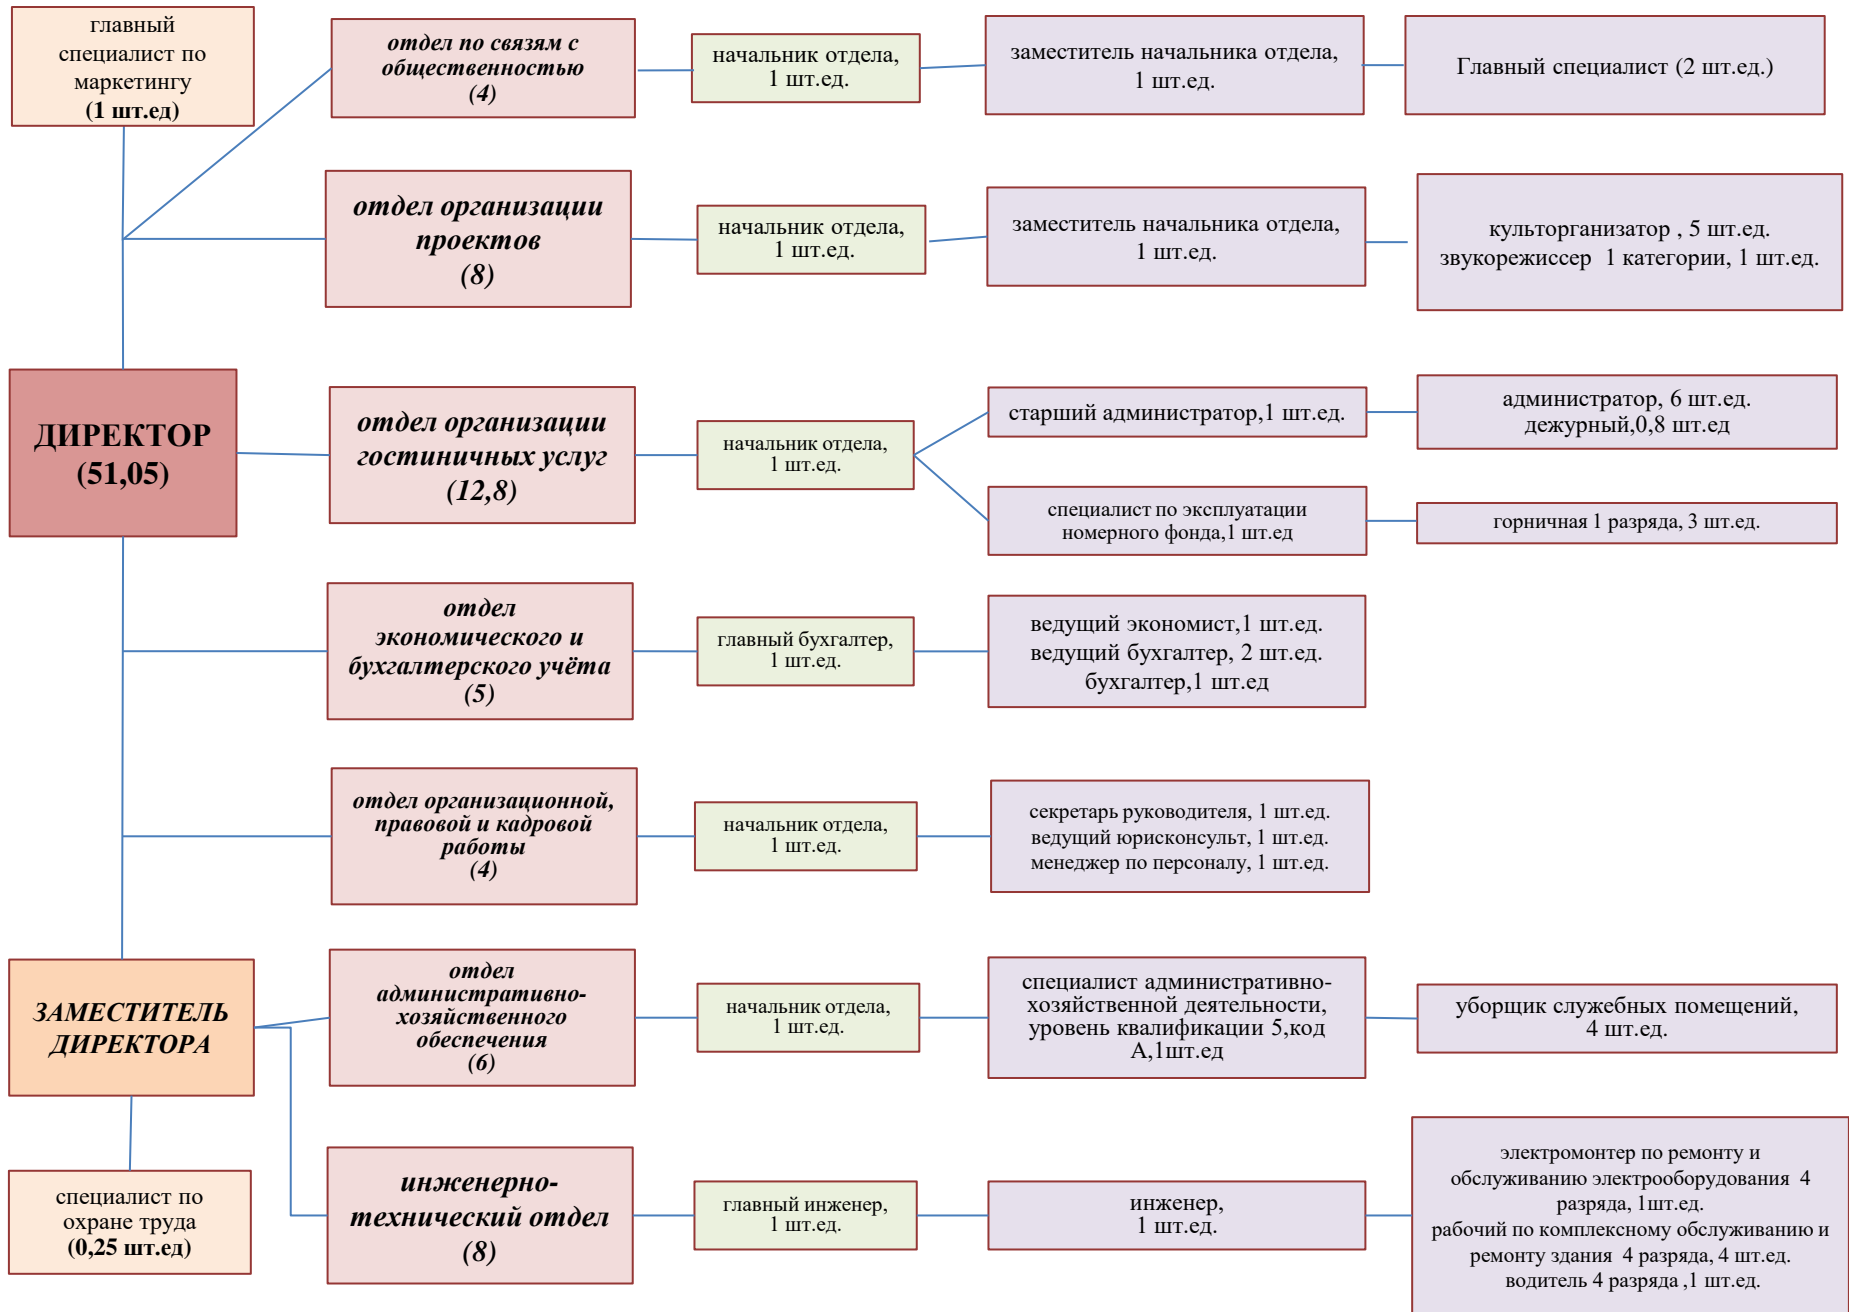 главный
специалист по
маркетингу
(1 шт.ед)
отдел по связям с
общественностью
(4)
начальник отдела,
1 шт.ед.
заместитель начальника отдела,
1 шт.ед.
Главный специалист (2 шт.ед.)
отдел организации
проектов
(8)
начальник отдела,
1 шт.ед.
заместитель начальника отдела,
1 шт.ед.
культорганизатор , 5 шт.ед.
звукорежиссер 1 категории, 1 шт.ед.
ДИРЕКТОР
(51,05)
отдел организации
гостиничных услуг
(12,8)
начальник отдела,
1 шт.ед.
старший администратор,1 шт.ед.
администратор, 6 шт.ед.
дежурный,0,8 шт.ед
специалист по эксплуатации
номерного фонда,1 шт.ед
горничная 1 разряда, 3 шт.ед.
отдел
экономического и
бухгалтерского учёта
(5)
главный бухгалтер,
1 шт.ед.
ведущий экономист,1 шт.ед.
ведущий бухгалтер, 2 шт.ед.
бухгалтер,1 шт.ед
отдел организационной,
правовой и кадровой
работы
(4)
начальник отдела,
1 шт.ед.
секретарь руководителя, 1 шт.ед.
ведущий юрисконсульт, 1 шт.ед.
менеджер по персоналу, 1 шт.ед.
ЗАМЕСТИТЕЛЬ
ДИРЕКТОРА
отдел
административно-
хозяйственного
обеспечения
(6)
начальник отдела,
1 шт.ед.
специалист административно-
хозяйственной деятельности,
уровень квалификации 5,код
А,1шт.ед
уборщик служебных помещений,
4 шт.ед.
специалист по
охране труда
(0,25 шт.ед)
инженерно-
технический отдел
(8)
главный инженер,
1 шт.ед.
инженер,
1 шт.ед.
электромонтер по ремонту и
обслуживанию электрооборудования 4
разряда, 1шт.ед.
рабочий по комплексному обслуживанию и
ремонту здания 4 разряда, 4 шт.ед.
водитель 4 разряда ,1 шт.ед.